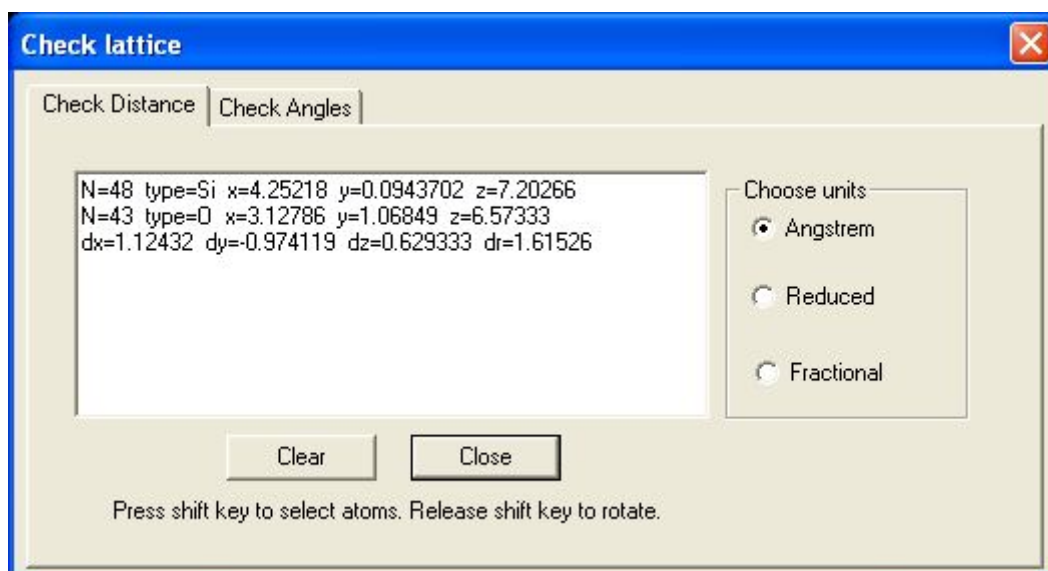 Check lattice
Check Distance
Check Angles
N=48 type=Si x=4.25218 y=0.0943702 z=7.20266
N=43 type=O x=3.12786 y=1.06849 z=6.57333
dx=1.12432 dy=-0.974119 dz=0.629333 dr=1.61526
Choose units
Angstrem
Reduced
Fractional
Clear
Close
Press shift key to select atoms. Release shift key to rotate.